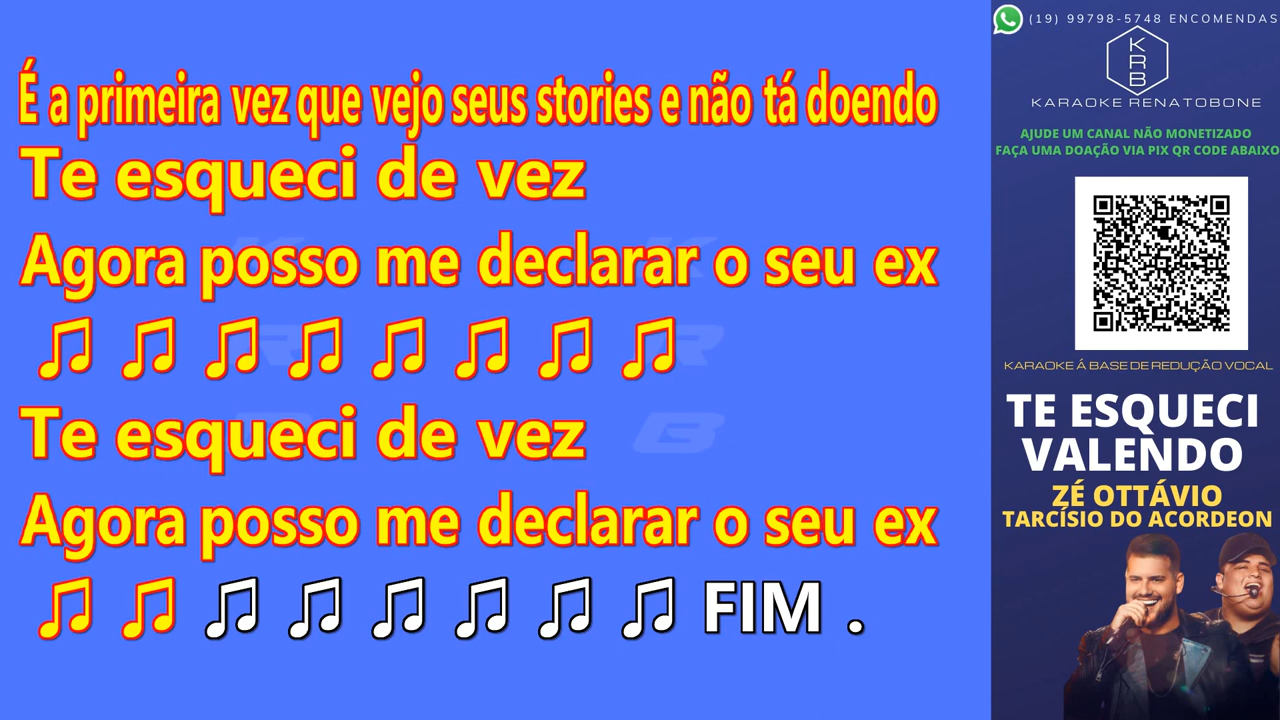 É a primeira vez que vejo seus stories e não tá doendo
Te esqueci de vez
Agora posso me declarar o seu ex
♫ ♫ ♫ ♫ ♫ ♫ ♫ ♫
Te esqueci de vez
Agora posso me declarar o seu ex
♫ ♫ ♫ ♫ ♫ ♫ ♫ ♫ FIM .
K R B
K R B
(19) 99798-5748 ENCOMENDAS
K
R
B
KARAOKE RENATOBONE
AJUDE UM CANAL NÃO MONETIZADO
FAÇA UMA DOAÇÃO VIA PIX QR CODE ABAIXO
KARAOKE Á BASE DE REDUÇÃO VOCAL
TE ESQUECI
VALENDO
ZÉ OTTÁVIO
TARCÍSIO DO ACORDEON